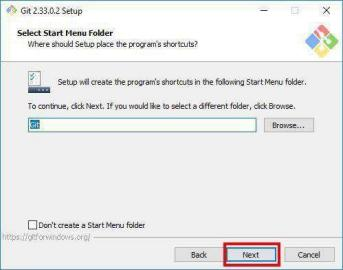 Git 2.33.0.2 Setup
Select Start Menu Folder
Where should Setup place the program's shortcuts?
Setup will create the program's shortcuts in the following Start Menu folder.
To continue, click Next. If you would like to select a different folder, click Browse.
Git
Browse...
Don't create a Start Menu folder
https://gitforwindows.org/
Back
Next
Cancel